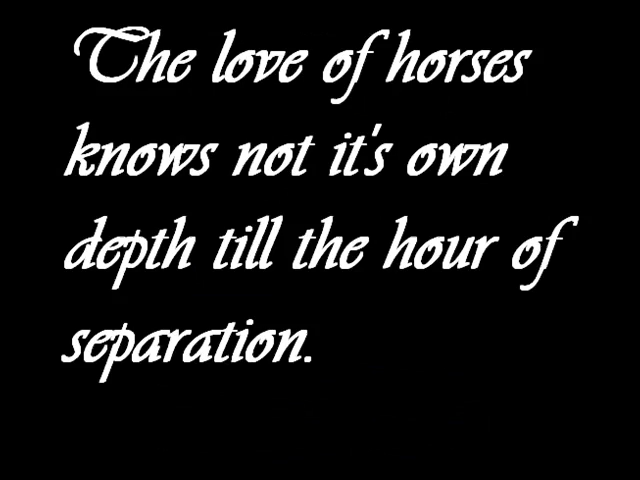 The love of horses
knows not it's own
depth till the hour of
separation.